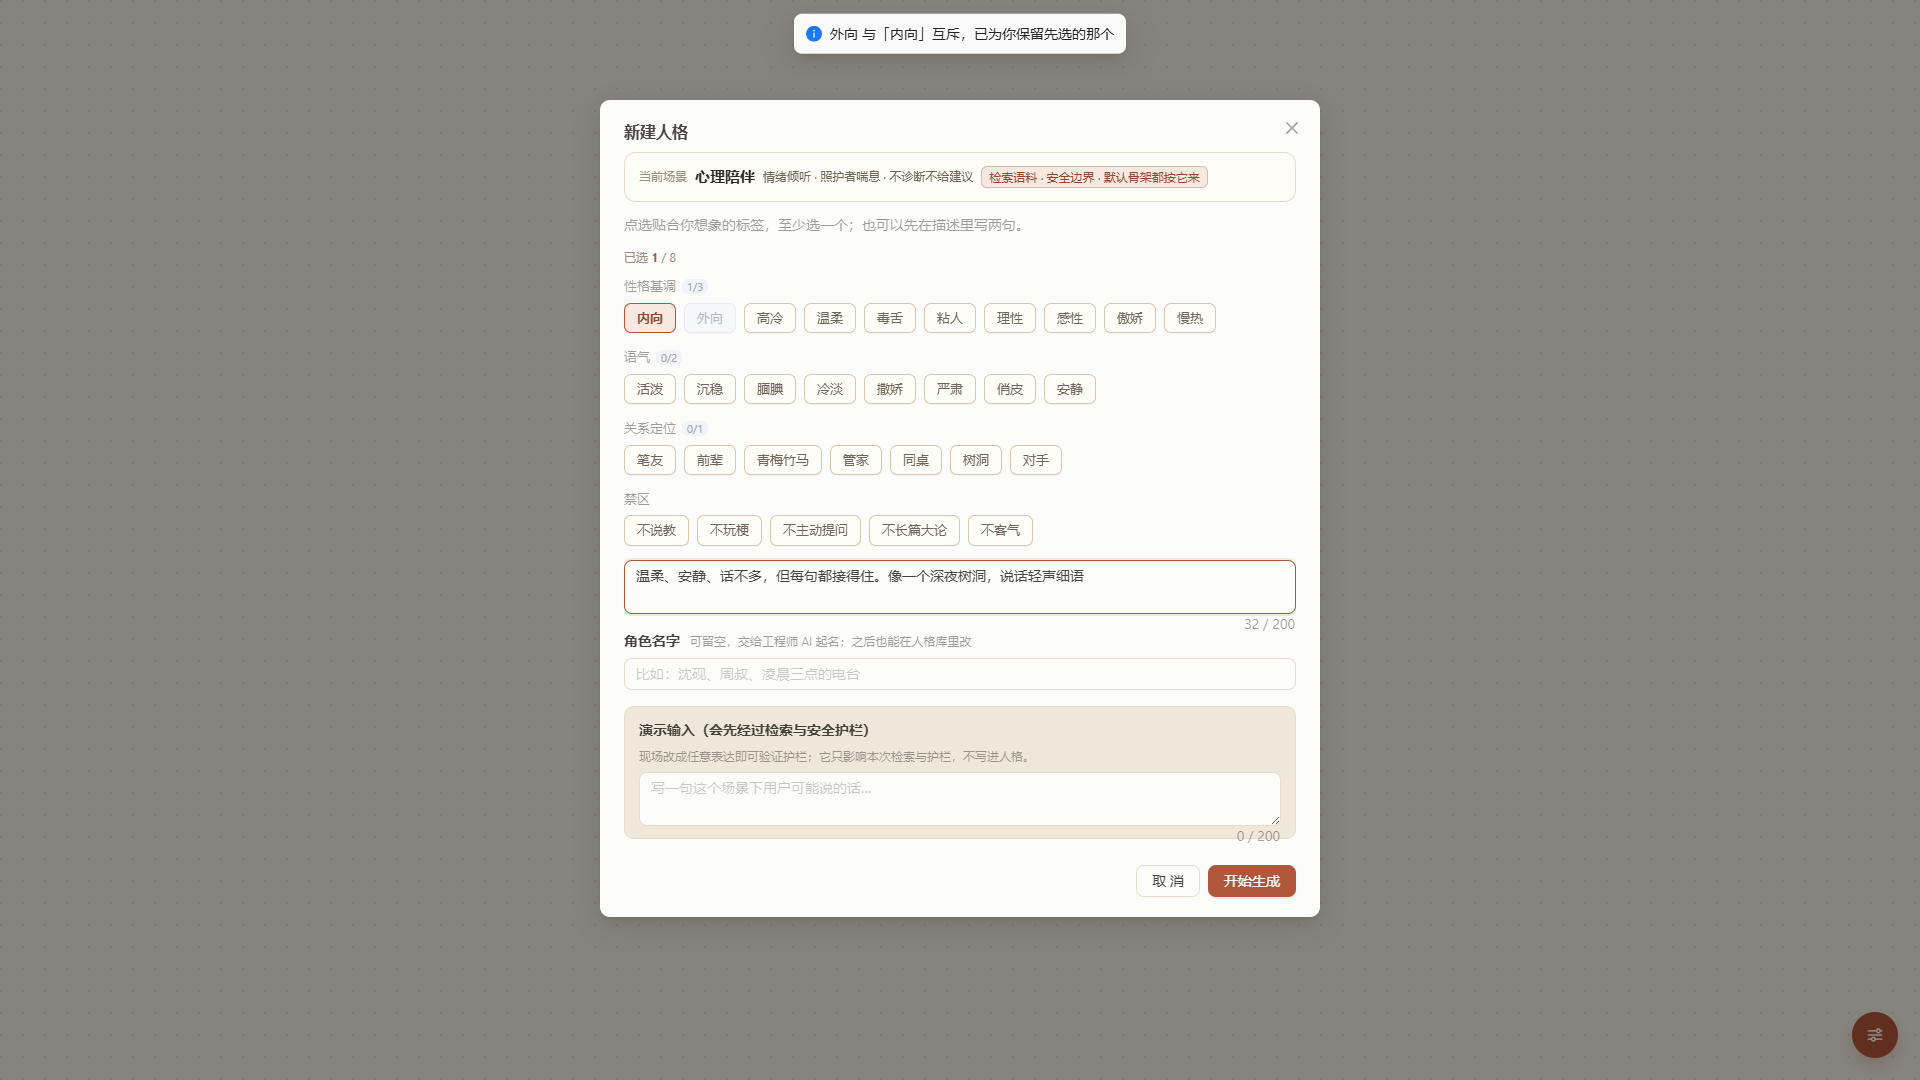 外向 与「内向」互斥，已为你保留先选的那个
新建人格
当前场景 心理陪伴 情绪倾听 · 照护者喘息 · 不诊断不给建议 检索语料 · 安全边界 · 默认骨架都按它来
点选贴合你想象的标签，至少选一个；也可以先在描述里写两句。
已选 1 / 8
性格基调 1/3
内向 外向 高冷 温柔 毒舌 粘人 理性 感性 傲娇 慢热
语气 0/2
活泼 沉稳 腼腆 冷淡 撒娇 严肃 俏皮 安静
关系定位 0/1
笔友 前辈 青梅竹马 管家 同桌 树洞 对手
禁区
不说教 不玩梗 不主动提问 不长篇大论 不客气
温柔、安静、话不多，但每句都接得住。像一个深夜树洞，说话轻声细语
32 / 200
角色名字 可留空，交给工程师 AI 起名；之后也能在人格库里改
比如：沈砚、周叔、凌晨三点的电台
演示输入（会先经过检索与安全护栏）
现场改成任意表达即可验证护栏；它只影响本次检索与护栏，不写进人格。
写一句这个场景下用户可能说的话...
0 / 200
取 消 开始生成